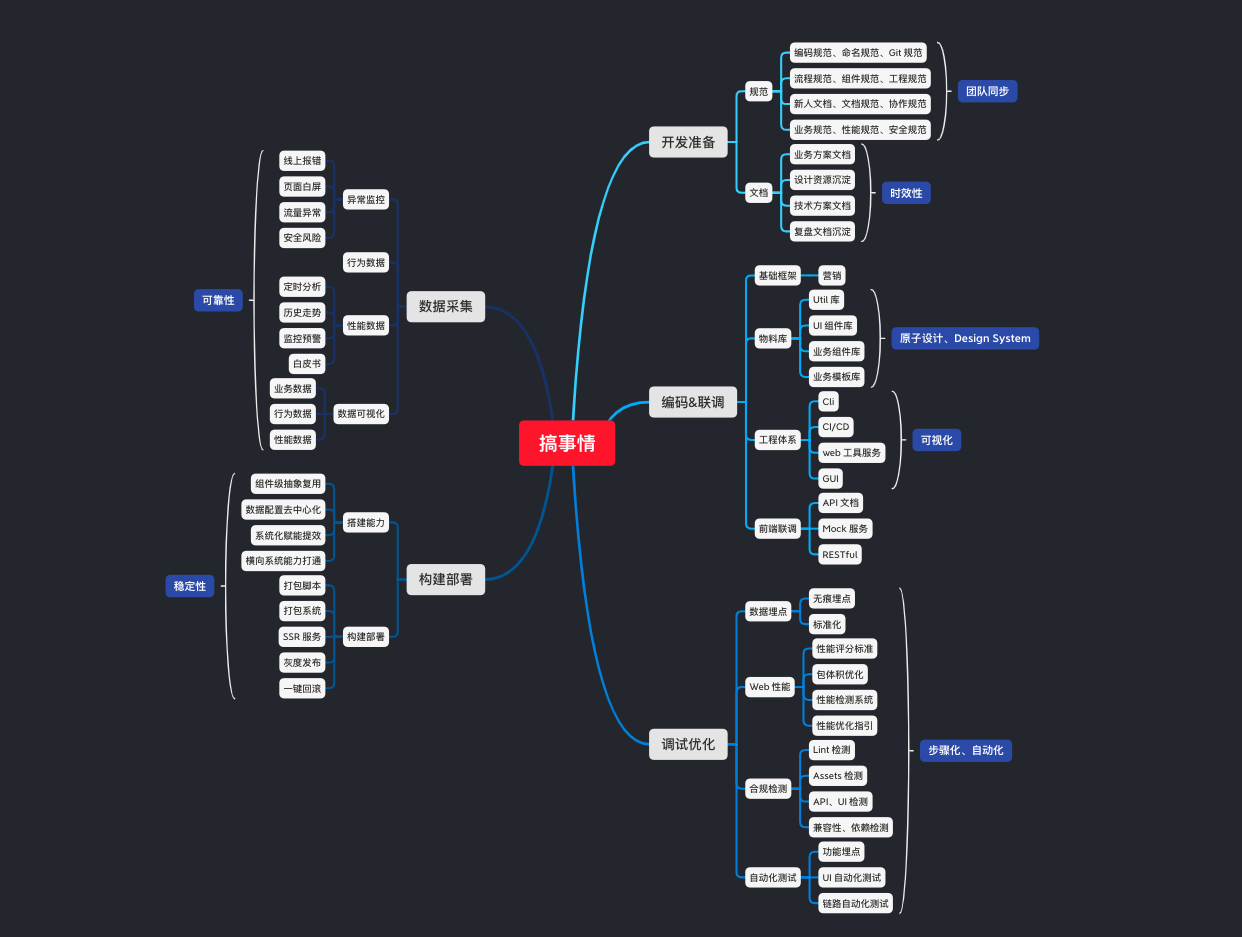 搞事情
开发准备
规范
编码规范、命名规范、Git 规范
流程规范、组件规范、工程规范
新人文档、文档规范、协作规范
业务规范、性能规范、安全规范
团队同步
文档
业务方案文档
设计资源沉淀
技术方案文档
复盘文档沉淀
时效性
编码&联调
基础框架
营销
物料库
Util 库
UI 组件库
业务组件库
业务模板库
原子设计、Design System
工程体系
Cli
CI/CD
web 工具服务
GUI
可视化
前端联调
API 文档
Mock 服务
RESTful
调试优化
数据埋点
无痕埋点
标准化
Web 性能
性能评分标准
包体积优化
性能检测系统
性能优化指引
合规检测
Lint 检测
Assets 检测
API、UI 检测
兼容性、依赖检测
自动化测试
功能埋点
UI 自动化测试
链路自动化测试
步骤化、自动化
数据采集
异常监控
线上报错
页面白屏
流量异常
安全风险
行为数据
性能数据
定时分析
历史走势
监控预警
白皮书
数据可视化
业务数据
行为数据
性能数据
可靠性
构建部署
搭建能力
组件级抽象复用
数据配置去中心化
系统化赋能提效
横向系统能力打通
构建部署
打包脚本
打包系统
SSR 服务
灰度发布
一键回滚
稳定性